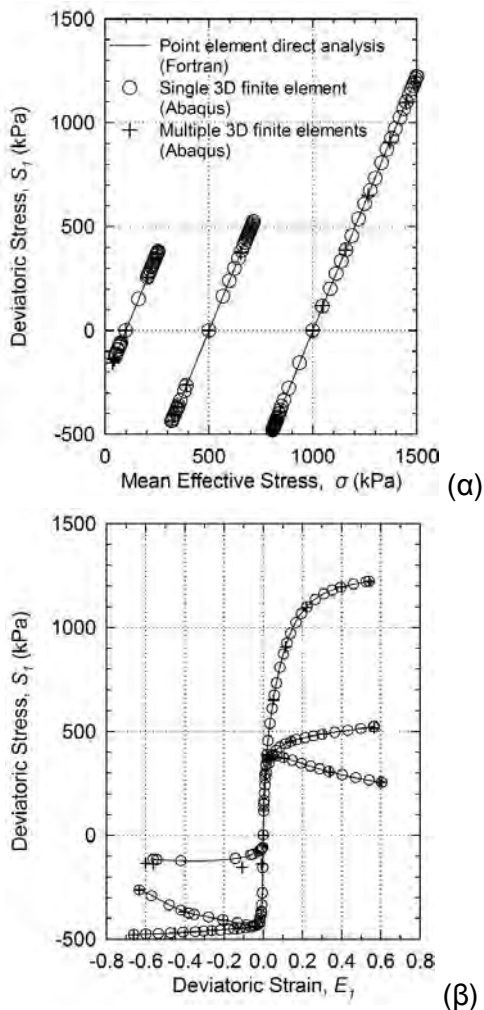 1500
Point element direct analysis
(Fortran)
Single 3D finite element
(Abaqus)
1000
Multiple 3D finite elements
(Abaqus)
500
0
-500
Deviatoric Stress, S1 (kPa)
0 500 1000 1500
Mean Effective Stress, σ (kPa)
(α)
1500
1000
500
0
-500
Deviatoric Stress, S1 (kPa)
-0.8 -0.6 -0.4 -0.2 0.0 0.2 0.4 0.6 0.8
Deviatoric Strain, E1
(β)